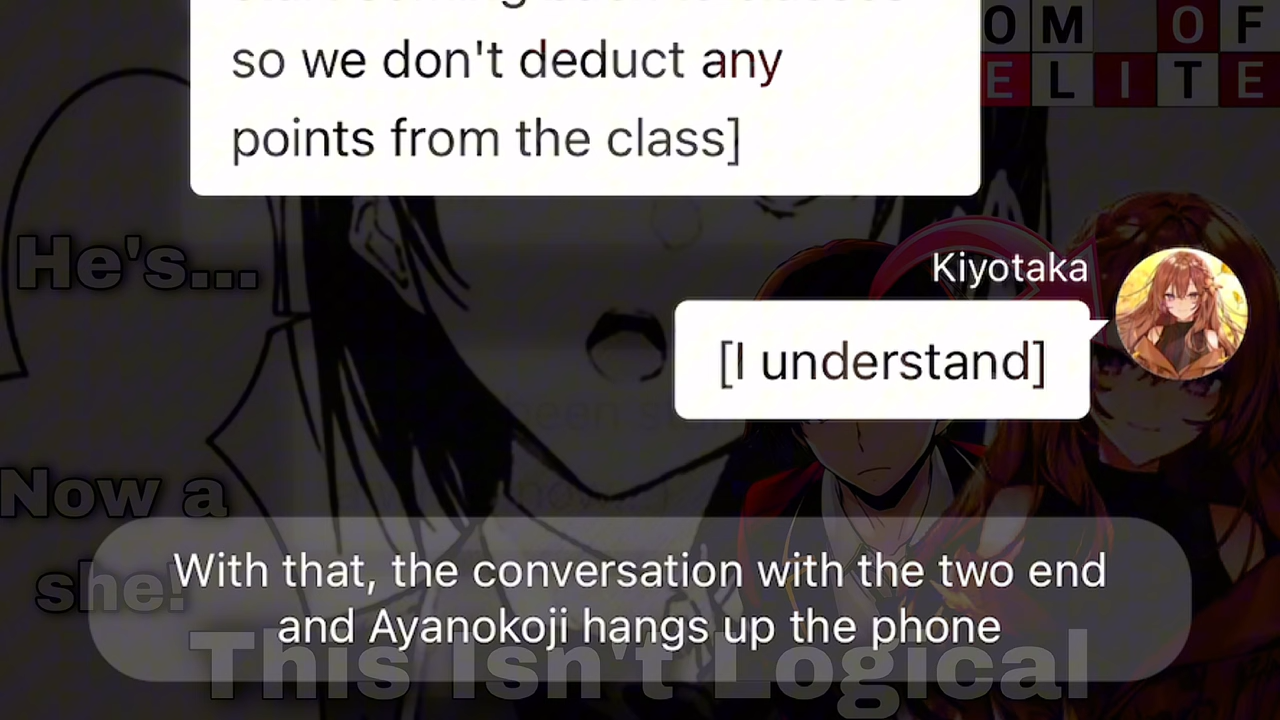 so we don't deduct any
points from the class]
OM OF
ELITE
He's...
Kiyotaka
[I understand]
Now a
she!
With that, the conversation with the two end
and Ayanokoji hangs up the phone
This Isn't Logical